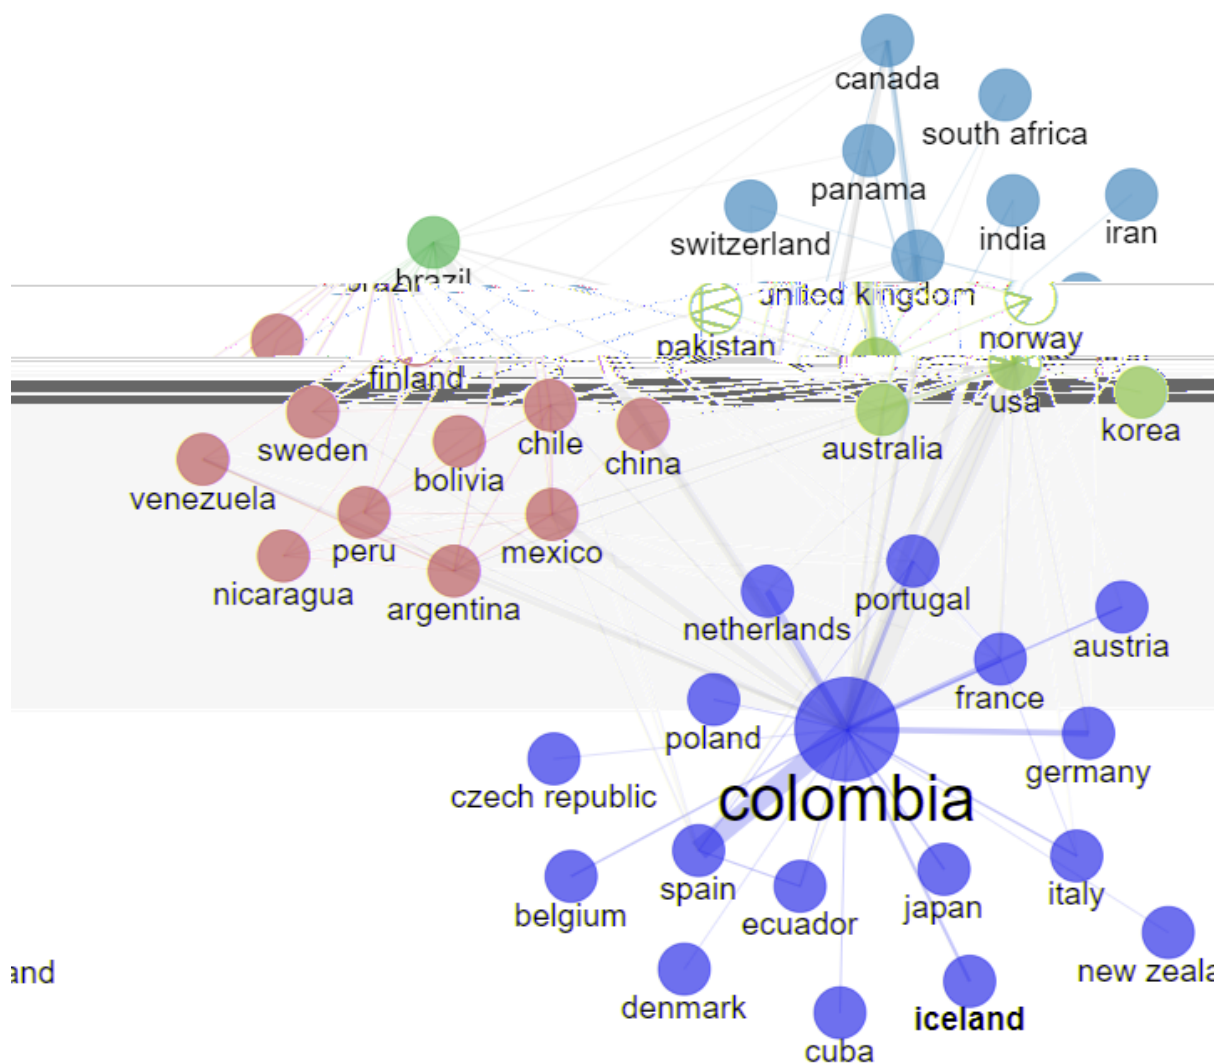 canada
south africa
panama
switzerland
india
iran
brazil
united kingdom
pakistan
norway
finland
usa
sweden
chile
australia
korea
bolivia
china
venezuela
peru
mexico
nicaragua
argentina
portugal
netherlands
austria
france
poland
germany
czech republic
colombia
spain
italy
belgium
ecuador
japan
and
new zeala
denmark
iceland
cuba